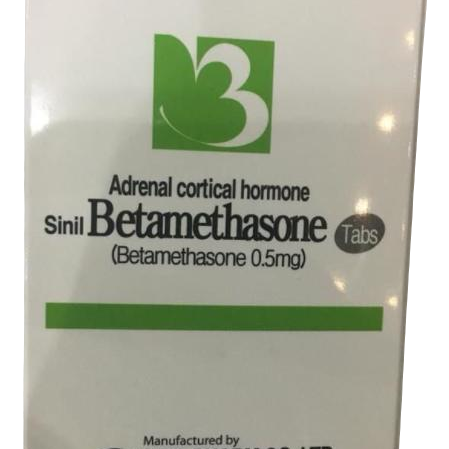 Adrenal cortical hormone
Sinil Betamethasone Tabs
(Betamethasone 0.5mg)
Manufactured by